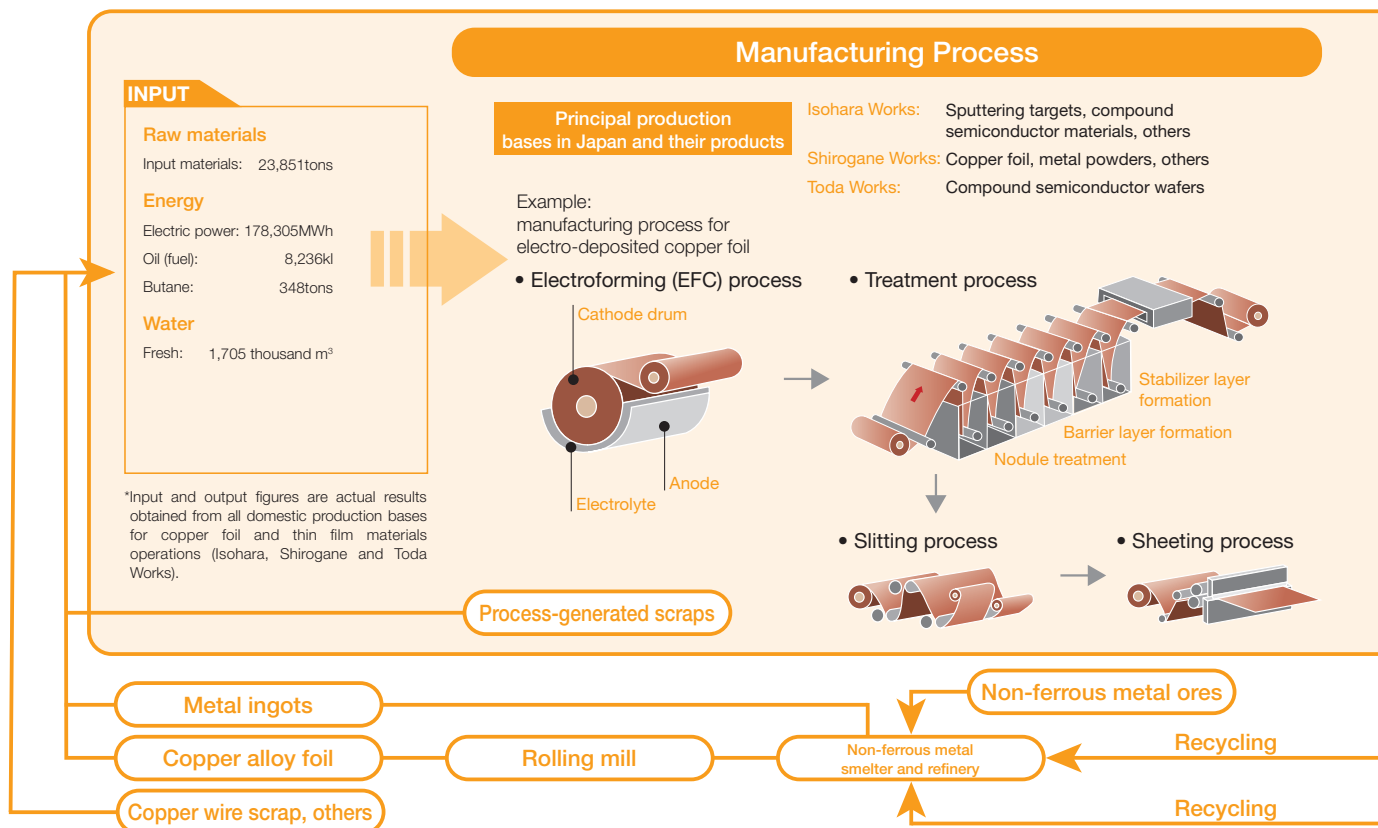 Manufacturing Process
INPUT
Raw materials
Input materials: 23,851tons
Energy
Electric power: 178,305MWh
Oil (fuel): 8,236kl
Butane: 348tons
Water
Fresh: 1,705 thousand m³
*Input and output figures are actual results
obtained from all domestic production bases
for copper foil and thin film materials
operations (Isohara, Shirogane and Toda
Works).
Principal production
bases in Japan and their products
Isohara Works: Sputtering targets, compound
semiconductor materials, others
Shirogane Works: Copper foil, metal powders, others
Toda Works: Compound semiconductor wafers
Example:
manufacturing process for
electro-deposited copper foil
• Electroforming (EFC) process
Cathode drum
Anode
Electrolyte
• Treatment process
Stabilizer layer
formation
Barrier layer formation
Nodule treatment
• Slitting process
• Sheeting process
Process-generated scraps
Metal ingots
Non-ferrous metal ores
Copper alloy foil
Rolling mill
Non-ferrous metal
smelter and refinery
Recycling
Copper wire scrap, others
Recycling